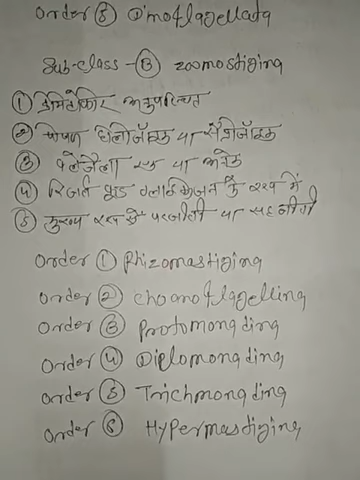 Order ⑧ Dinoflagellata
Sub-class - Ⓑ zoomastigina
① क्रोमेटोफोर अनुपस्थित
② पोषण होलोजॉइक या सेप्रोजॉइक
③ फ्लैजेला एक या अनेक
④ रिजर्व फूड ग्लाईकोजन के रूप में
⑤ मुख्य रूप से परजीवी या सहजीवी
Order ① Rhizomastigina
Order ② choanoflagellina
Order ③ Protomonadina
Order ④ Diplomonadina
Order ⑤ Trichmonadina
Order ⑥ Hypermastigina